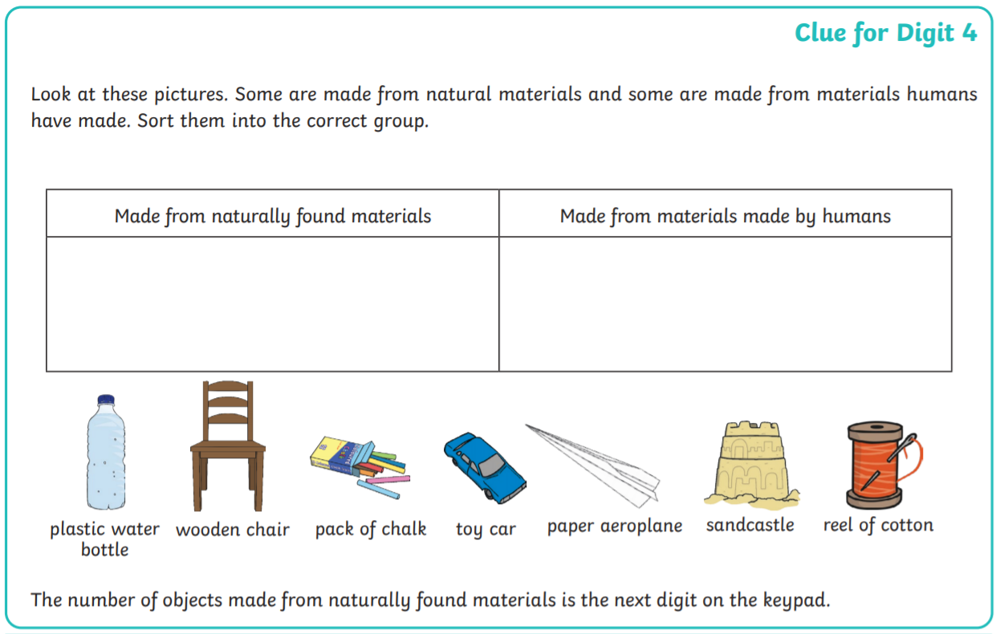 Clue for Digit 4
Look at these pictures. Some are made from natural materials and some are made from materials humans
have made. Sort them into the correct group.
Made from naturally found materials
Made from materials made by humans
plastic water
bottle
wooden chair
pack of chalk
toy car
paper aeroplane
sandcastle
reel of cotton
The number of objects made from naturally found materials is the next digit on the keypad.